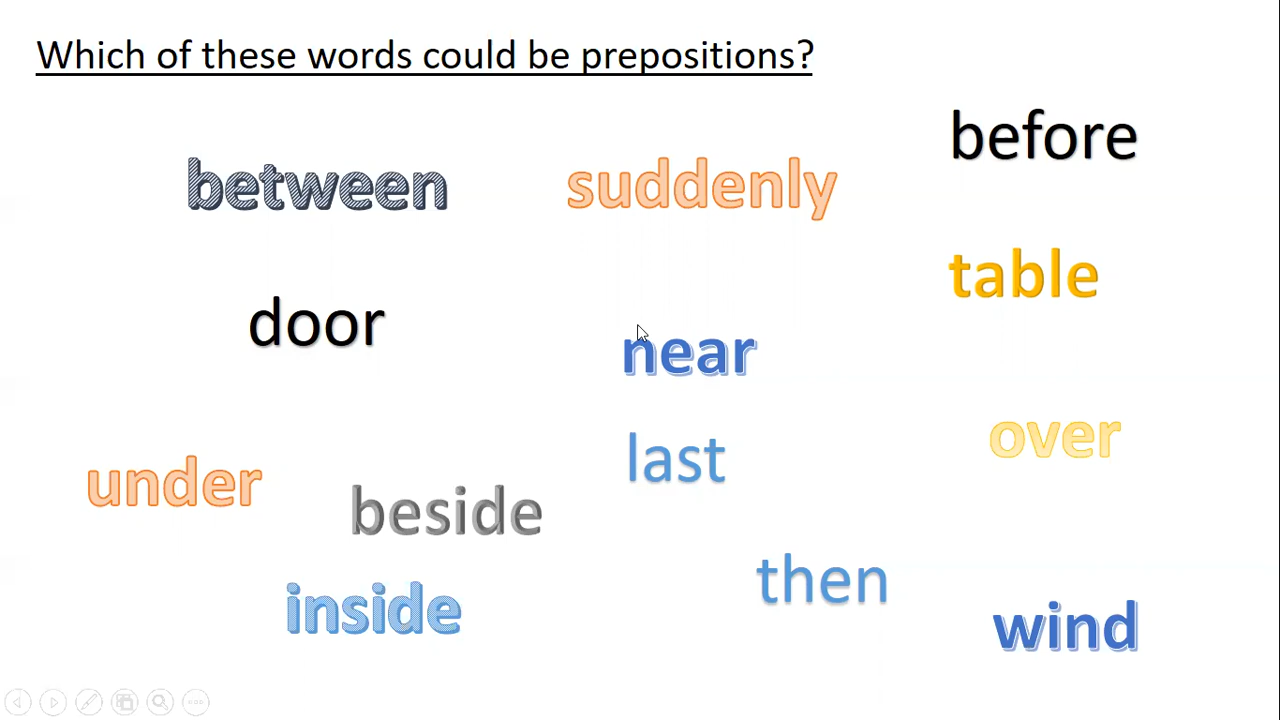 Which of these words could be prepositions?
before
between
suddenly
table
door
near
over
last
under
beside
then
inside
wind